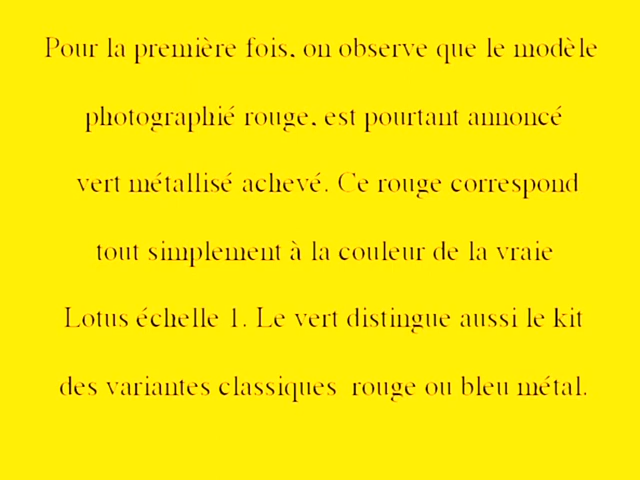 Pour la première fois, on observe que le modèle
photographié rouge, est pourtant annoncé
vert métallisé achevé. Ce rouge correspond
tout simplement à la couleur de la vraie
Lotus échelle 1. Le vert distingue aussi le kit
des variantes classiques  rouge ou bleu métal.